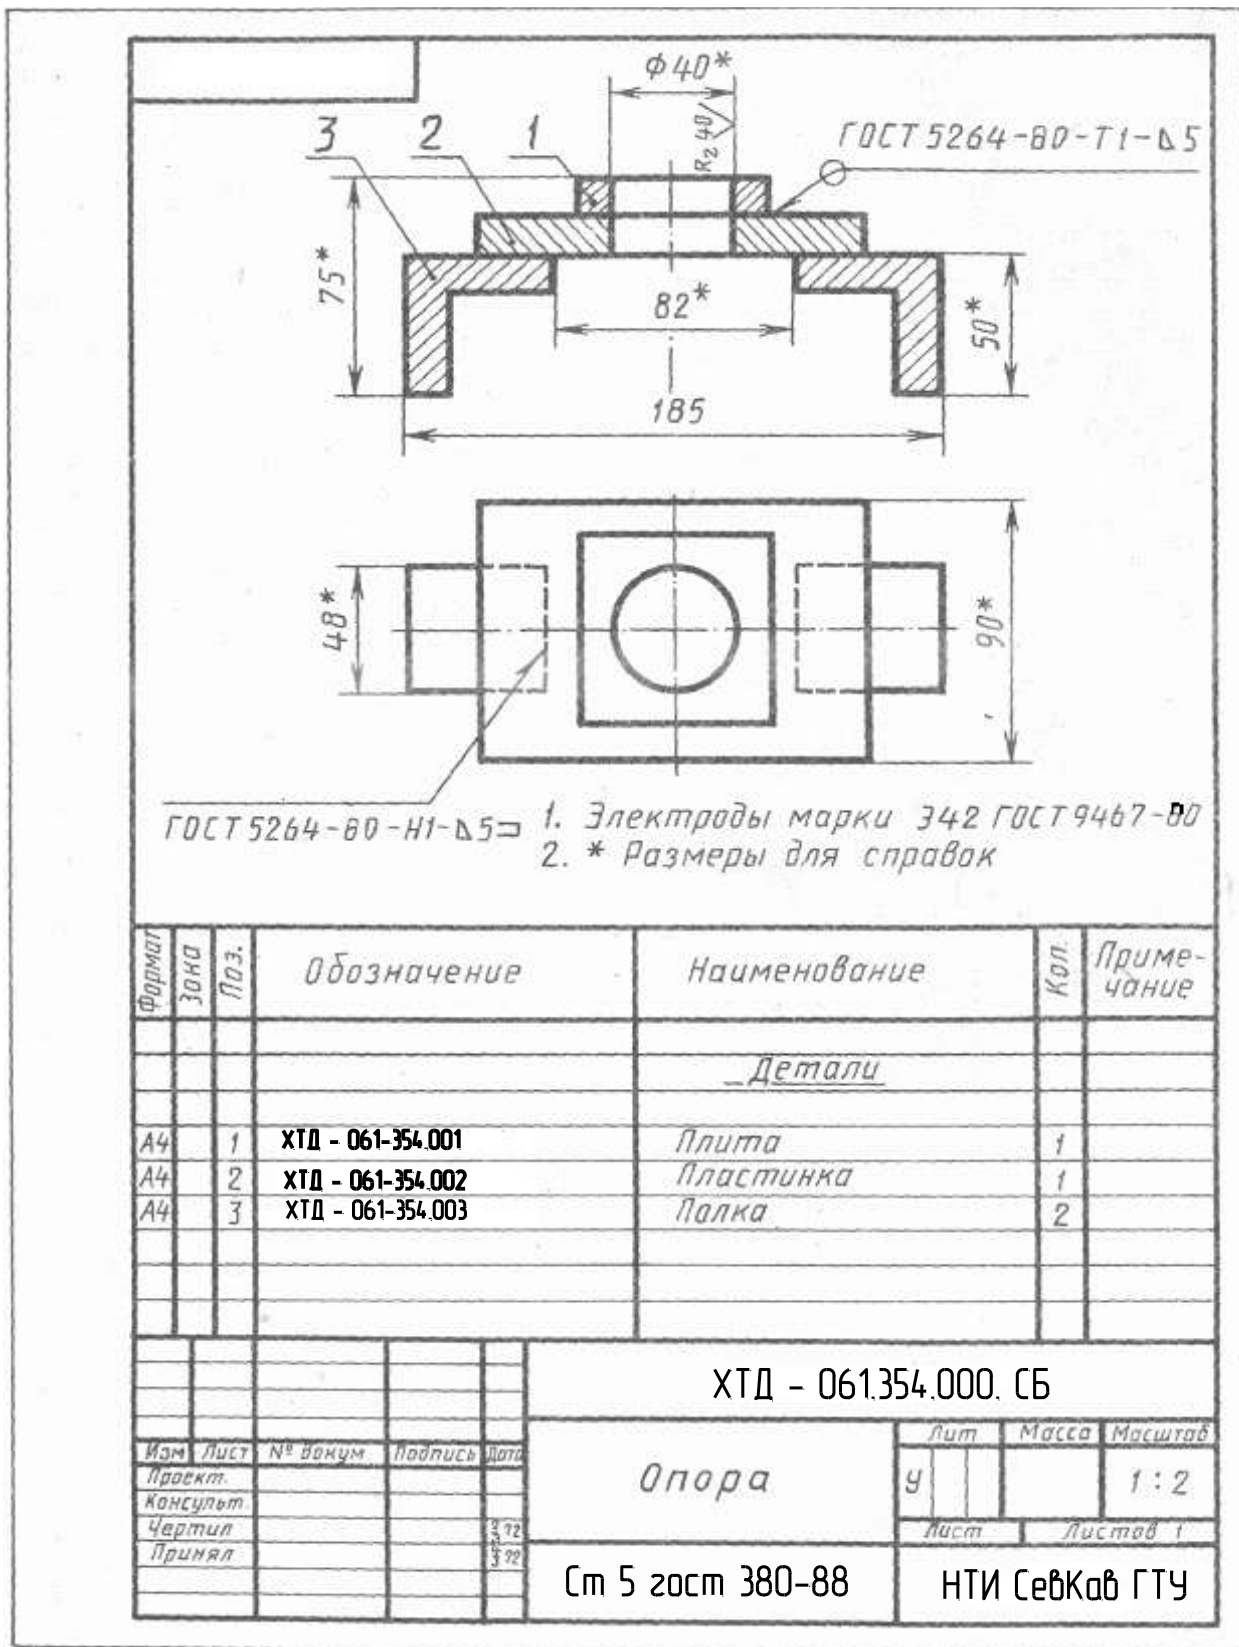 Ф40*
Rz 40
ГОСТ 5264-80-Т1-⊿5
3 2 1
75*
82*
50*
185
48*
90*
ГОСТ 5264-80-Н1-⊿5⊐
1. Электроды марки Э42 ГОСТ 9467-80
2. * Размеры для справок
Формат Зона Поз. Обозначение Наименование Кол. Приме-
чание
Детали
А4 1 ХТД - 061-354.001 Плита 1
А4 2 ХТД - 061-354.002 Пластинка 1
А4 3 ХТД - 061-354.003 Полка 2
ХТД - 061.354.000. СБ
Изм Лист № докум. Подпись Дата
Проект.
Консульт.
Чертил
Принял
Опора
Лит Масса Масштаб
У 1 : 2
Лист Листов 1
Ст 5 гост 380-88
НТИ СевКав ГТУ